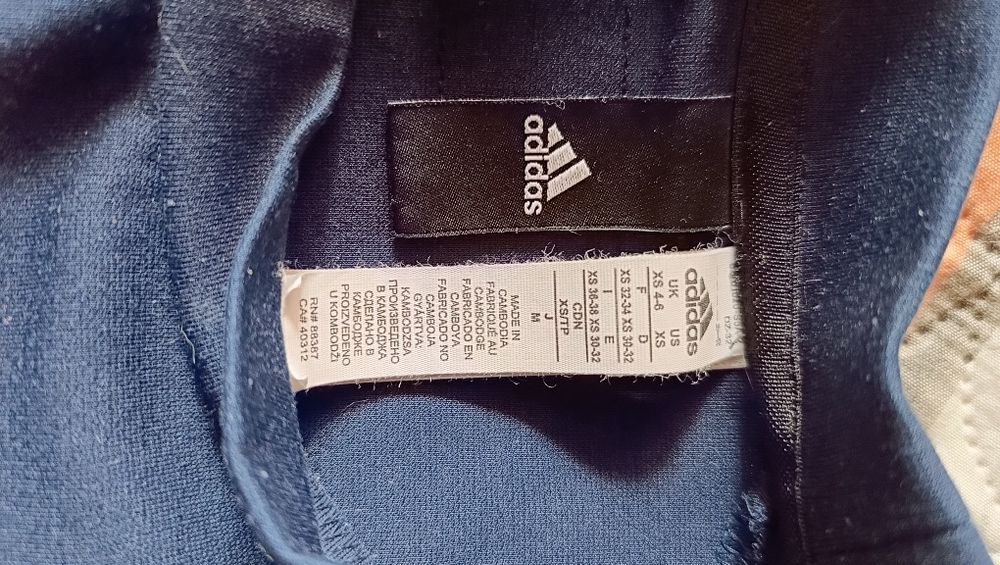 adidas
adidas
UK US
XS 4-6 XS
F D
XS 32-34 XS 30-32
I E
XS 36-38 XS 30-32
CDN
XS/TP
J
M
MADE IN
CAMBODIA
FABRIQUÉ AU
CAMBODGE
FABRICADO EN
CAMBOYA
FABRICADO NO
CAMBOJA
GYÁRTVA:
KAMBODZSA
ПРОИЗВЕДЕНО
В КАМБОДЖА
СДЕЛАНО В
КАМБОДЖЕ
PROIZVEDENO
U KOMBODŽI
RN# 88387
CA# 40312